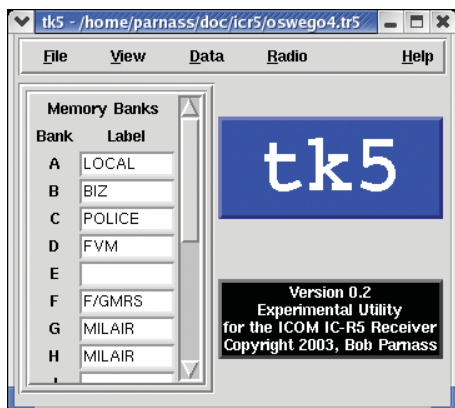 tk5 - /home/parnass/doc/icr5/oswego4.tr5
File View Data Radio Help
Memory Banks
Bank Label
A LOCAL
B BIZ
C POLICE
D FVM
E
F F/GMRS
G MILAIR
H MILAIR
tk5
Version 0.2
Experimental Utility
for the ICOM IC-R5 Receiver
Copyright 2003, Bob Parnass